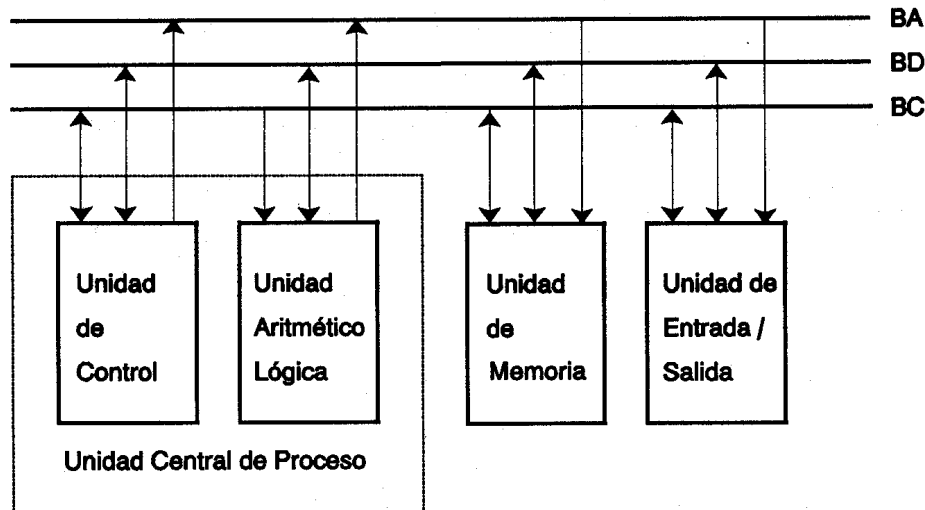 BA
BD
BC
Unidad
de
Control
Unidad
Aritmético
Lógica
Unidad
de
Memoria
Unidad de
Entrada /
Salida
Unidad Central de Proceso